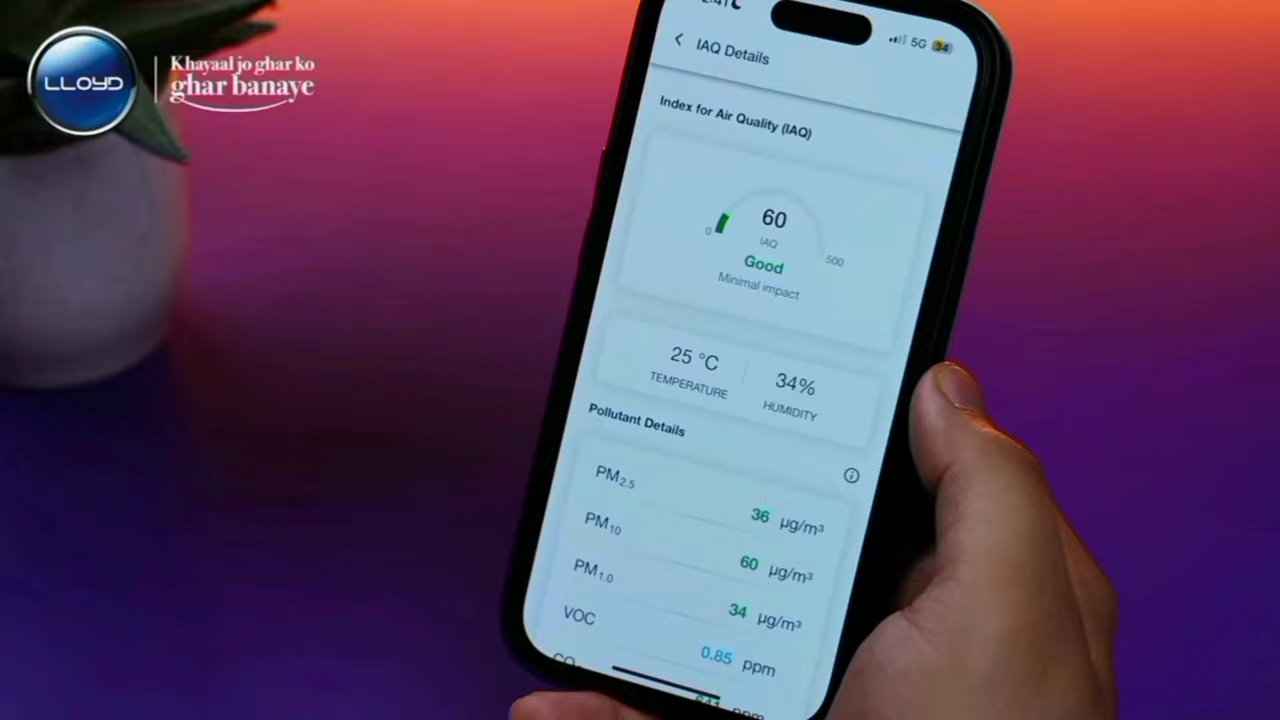 LLOYD
Khayaal jo ghar ko
ghar banaye
5G 34
IAQ Details
Index for Air Quality (IAQ)
60
0
IAQ
500
Good
Minimal impact
25 °C
TEMPERATURE
34%
HUMIDITY
Pollutant Details
PM2.5
36 µg/m³
PM10
60 µg/m³
PM1.0
34 µg/m³
VOC
0.85 ppm
ppm